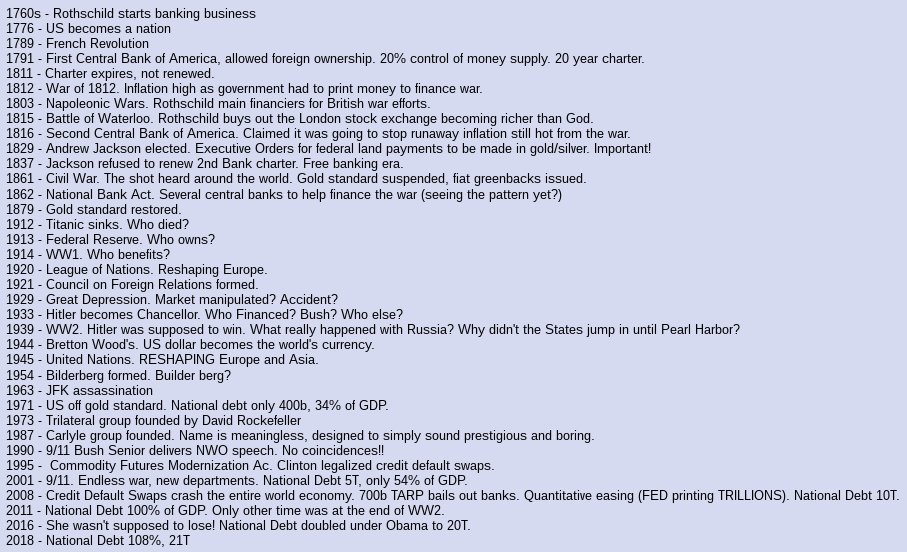 1760s - Rothschild starts banking business
1776 - US becomes a nation
1789 - French Revolution
1791 - First Central Bank of America, allowed foreign ownership. 20% control of money supply. 20 year charter.
1811 - Charter expires, not renewed.
1812 - War of 1812. Inflation high as government had to print money to finance war.
1803 - Napoleonic Wars. Rothschild main financiers for British war efforts.
1815 - Battle of Waterloo. Rothschild buys out the London stock exchange becoming richer than God.
1816 - Second Central Bank of America. Claimed it was going to stop runaway inflation still hot from the war.
1829 - Andrew Jackson elected. Executive Orders for federal land payments to be made in gold/silver. Important!
1837 - Jackson refused to renew 2nd Bank charter. Free banking era.
1861 - Civil War. The shot heard around the world. Gold standard suspended, fiat greenbacks issued.
1862 - National Bank Act. Several central banks to help finance the war (seeing the pattern yet?)
1879 - Gold standard restored.
1912 - Titanic sinks. Who died?
1913 - Federal Reserve. Who owns?
1914 - WW1. Who benefits?
1920 - League of Nations. Reshaping Europe.
1921 - Council on Foreign Relations formed.
1929 - Great Depression. Market manipulated? Accident?
1933 - Hitler becomes Chancellor. Who Financed? Bush? Who else?
1939 - WW2. Hitler was supposed to win. What really happened with Russia? Why didn't the States jump in until Pearl Harbor?
1944 - Bretton Wood's. US dollar becomes the world's currency.
1945 - United Nations. RESHAPING Europe and Asia.
1954 - Bilderberg formed. Builder berg?
1963 - JFK assassination
1971 - US off gold standard. National debt only 400b, 34% of GDP.
1973 - Trilateral group founded by David Rockefeller
1987 - Carlyle group founded. Name is meaningless, designed to simply sound prestigious and boring.
1990 - 9/11 Bush Senior delivers NWO speech. No coincidences!!
1995 - Commodity Futures Modernization Ac. Clinton legalized credit default swaps.
2001 - 9/11. Endless war, new departments. National Debt 5T, only 54% of GDP.
2008 - Credit Default Swaps crash the entire world economy. 700b TARP bails out banks. Quantitative easing (FED printing TRILLIONS). National Debt 10T.
2011 - National Debt 100% of GDP. Only other time was at the end of WW2.
2016 - She wasn't supposed to lose! National Debt doubled under Obama to 20T.
2018 - National Debt 108%, 21T